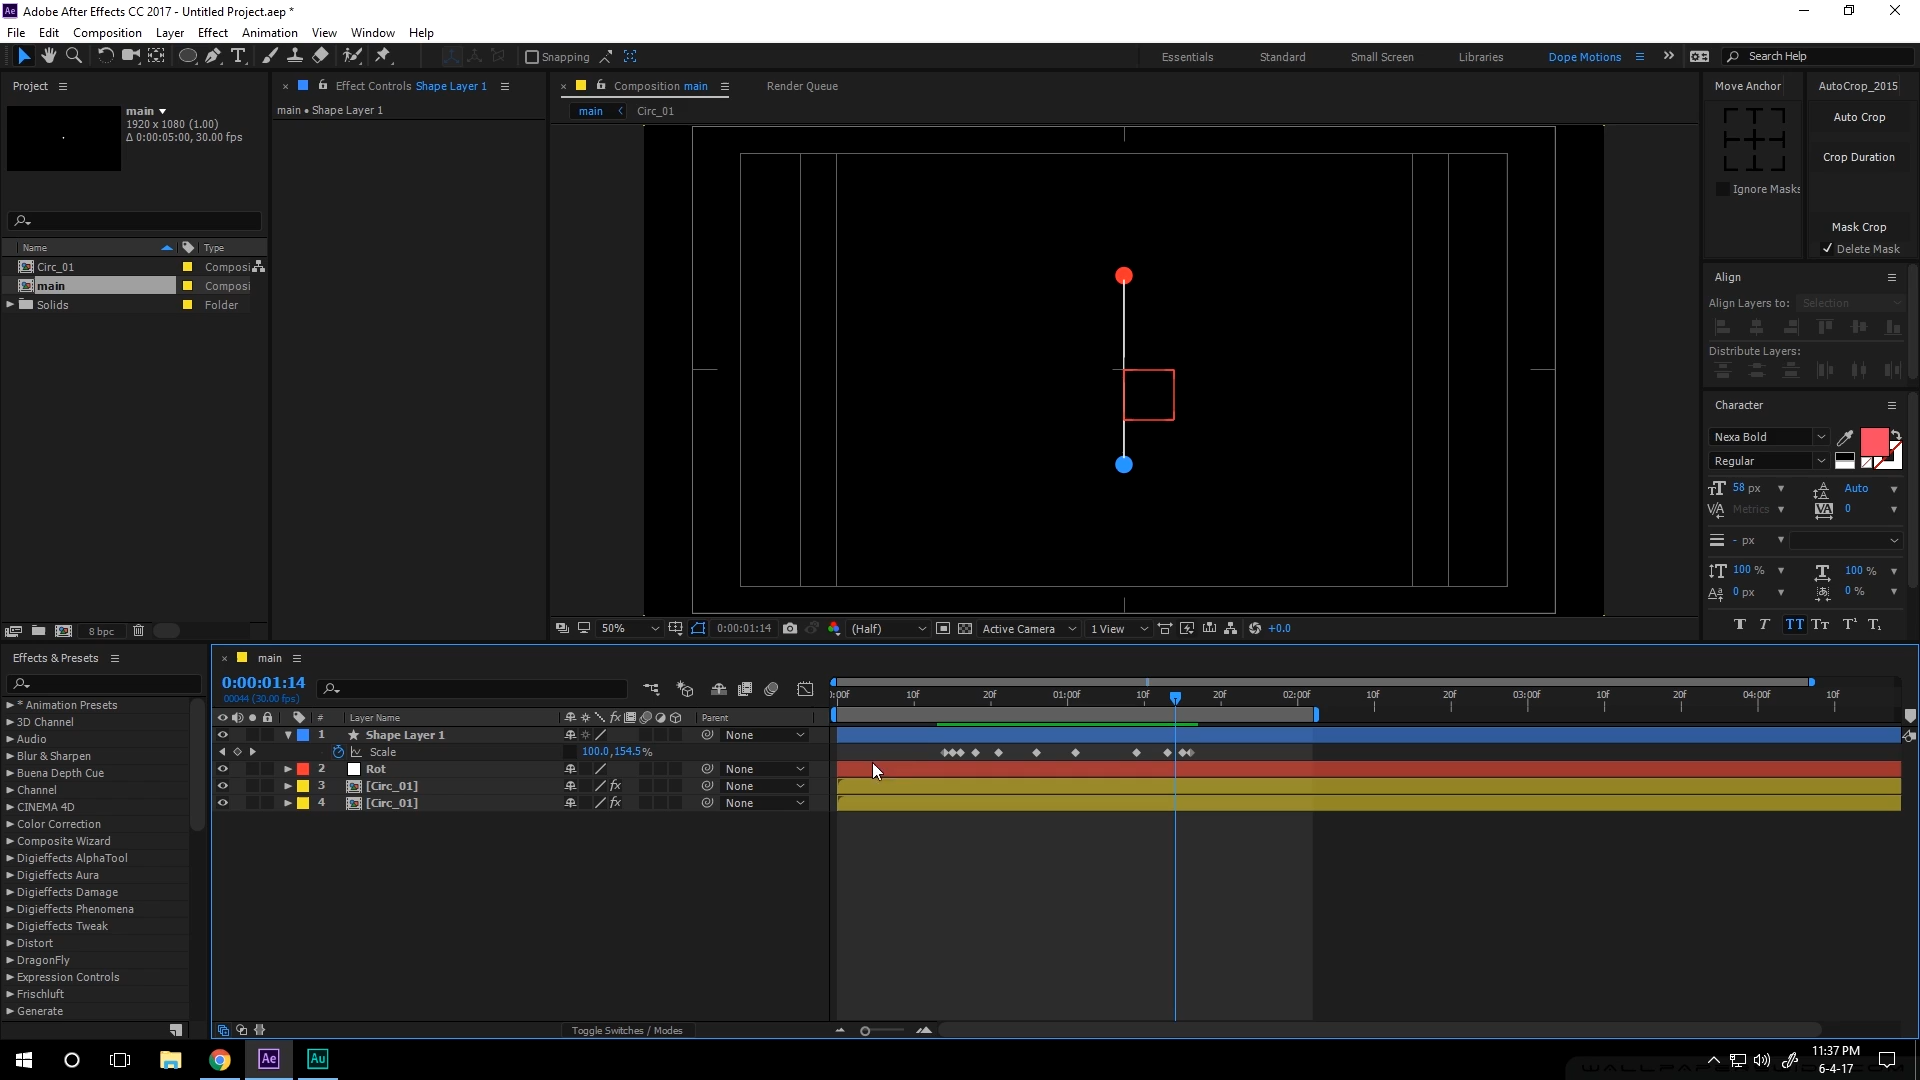 Adobe After Effects CC 2017 - Untitled Project.aep *
File Edit Composition Layer Effect Animation View Window Help
Snapping
Essentials Standard Small Screen Libraries Dope Motions
Search Help
Project
main
1920 x 1080 (1.00)
Δ 0:00:05:00, 30.00 fps
Name Type
Circ_01 Composi
main Composi
Solids Folder
8 bpc
Effect Controls Shape Layer 1
main • Shape Layer 1
Composition main
Render Queue
main Circ_01
50% 0:00:01:14 (Half) Active Camera 1 View +0.0
Move Anchor
Ignore Masks
AutoCrop_2015
Auto Crop
Crop Duration
Mask Crop
Delete Mask
Align
Align Layers to: Selection
Distribute Layers:
Character
Nexa Bold
Regular
58 px Auto
Metrics 0
- px
100 % 100 %
0 px 0 %
Effects & Presets
* Animation Presets
3D Channel
Audio
Blur & Sharpen
Buena Depth Cue
Channel
CINEMA 4D
Color Correction
Composite Wizard
Digieffects AlphaTool
Digieffects Aura
Digieffects Damage
Digieffects Phenomena
Digieffects Tweak
Distort
DragonFly
Expression Controls
Frischluft
Generate
main
0:00:01:14
00044 (30.00 fps)
# Layer Name Parent
1 Shape Layer 1 None
Scale 100.0,154.5%
2 Rot None
3 [Circ_01] None
4 [Circ_01] None
):00f 10f 20f 01:00f 10f 20f 02:00f 10f 20f 03:00f 10f 20f 04:00f 10f
Toggle Switches / Modes
Ae Au
11:37 PM
6-4-17